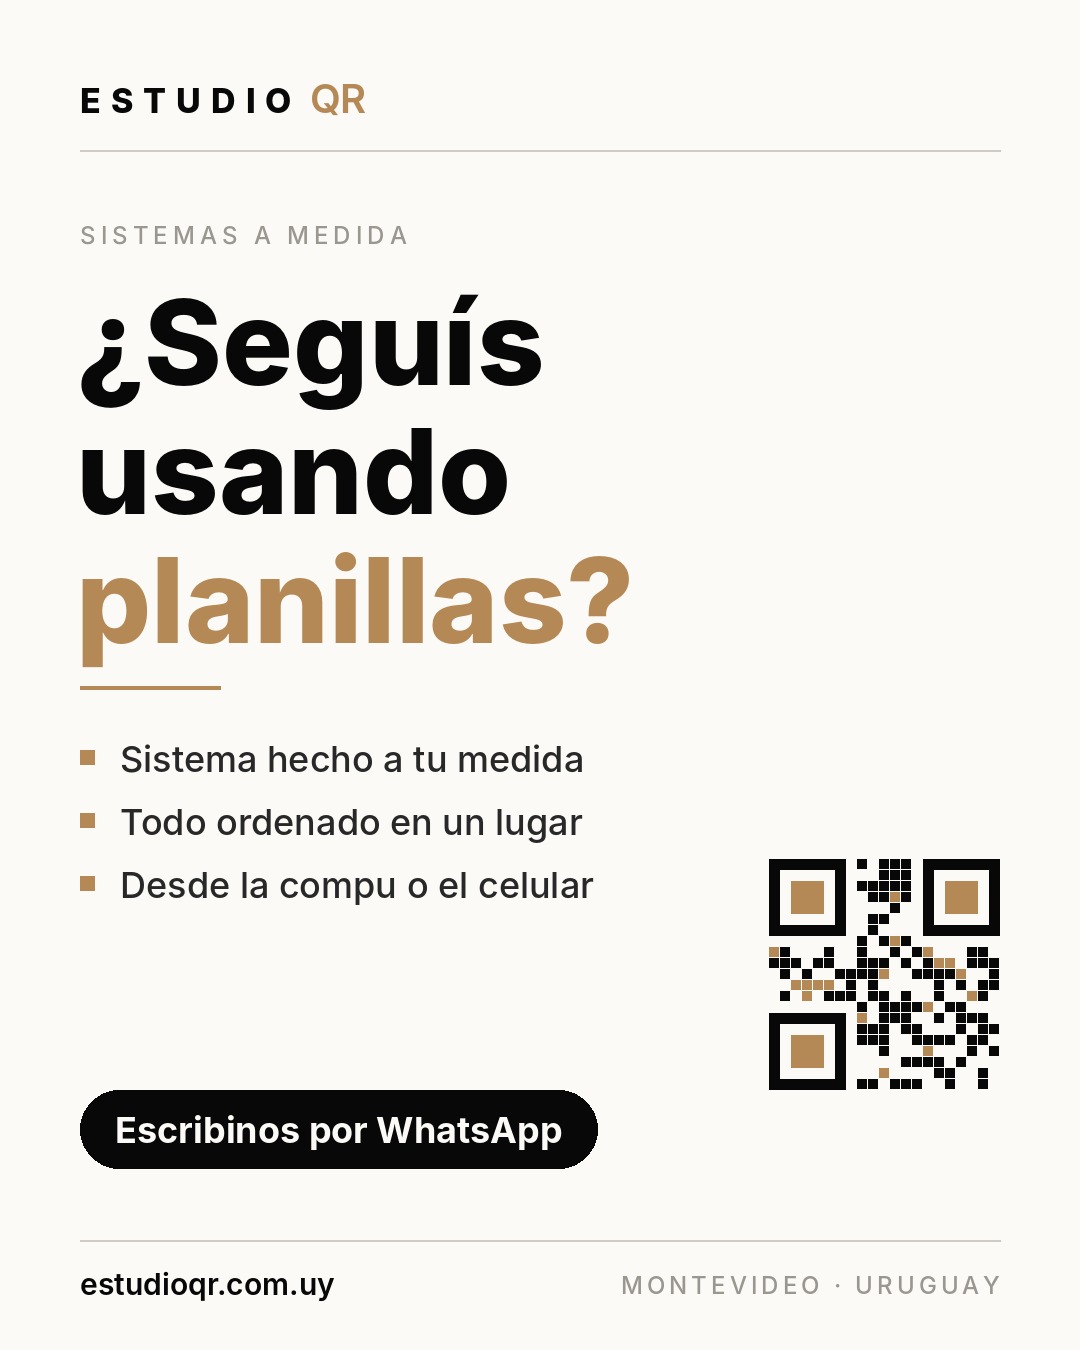 ESTUDIO QR
SISTEMAS A MEDIDA
¿Seguís
usando
planillas?
Sistema hecho a tu medida
Todo ordenado en un lugar
Desde la compu o el celular
Escribinos por WhatsApp
estudioqr.com.uy
MONTEVIDEO · URUGUAY